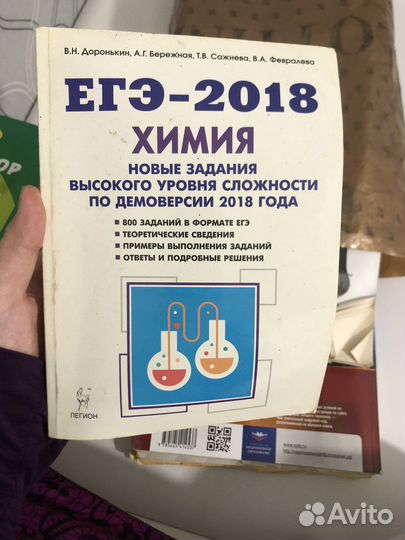 В.Н. Доронькин, А.Г. Бережная, Т.В. Сажнева, В.А. Февралева
ЕГЭ-2018
ХИМИЯ
НОВЫЕ ЗАДАНИЯ
ВЫСОКОГО УРОВНЯ СЛОЖНОСТИ
ПО ДЕМОВЕРСИИ 2018 ГОДА
800 ЗАДАНИЙ В ФОРМАТЕ ЕГЭ
ТЕОРЕТИЧЕСКИЕ СВЕДЕНИЯ
ПРИМЕРЫ ВЫПОЛНЕНИЯ ЗАДАНИЙ
ОТВЕТЫ И ПОДРОБНЫЕ РЕШЕНИЯ
ЛЕГИОН
Avito